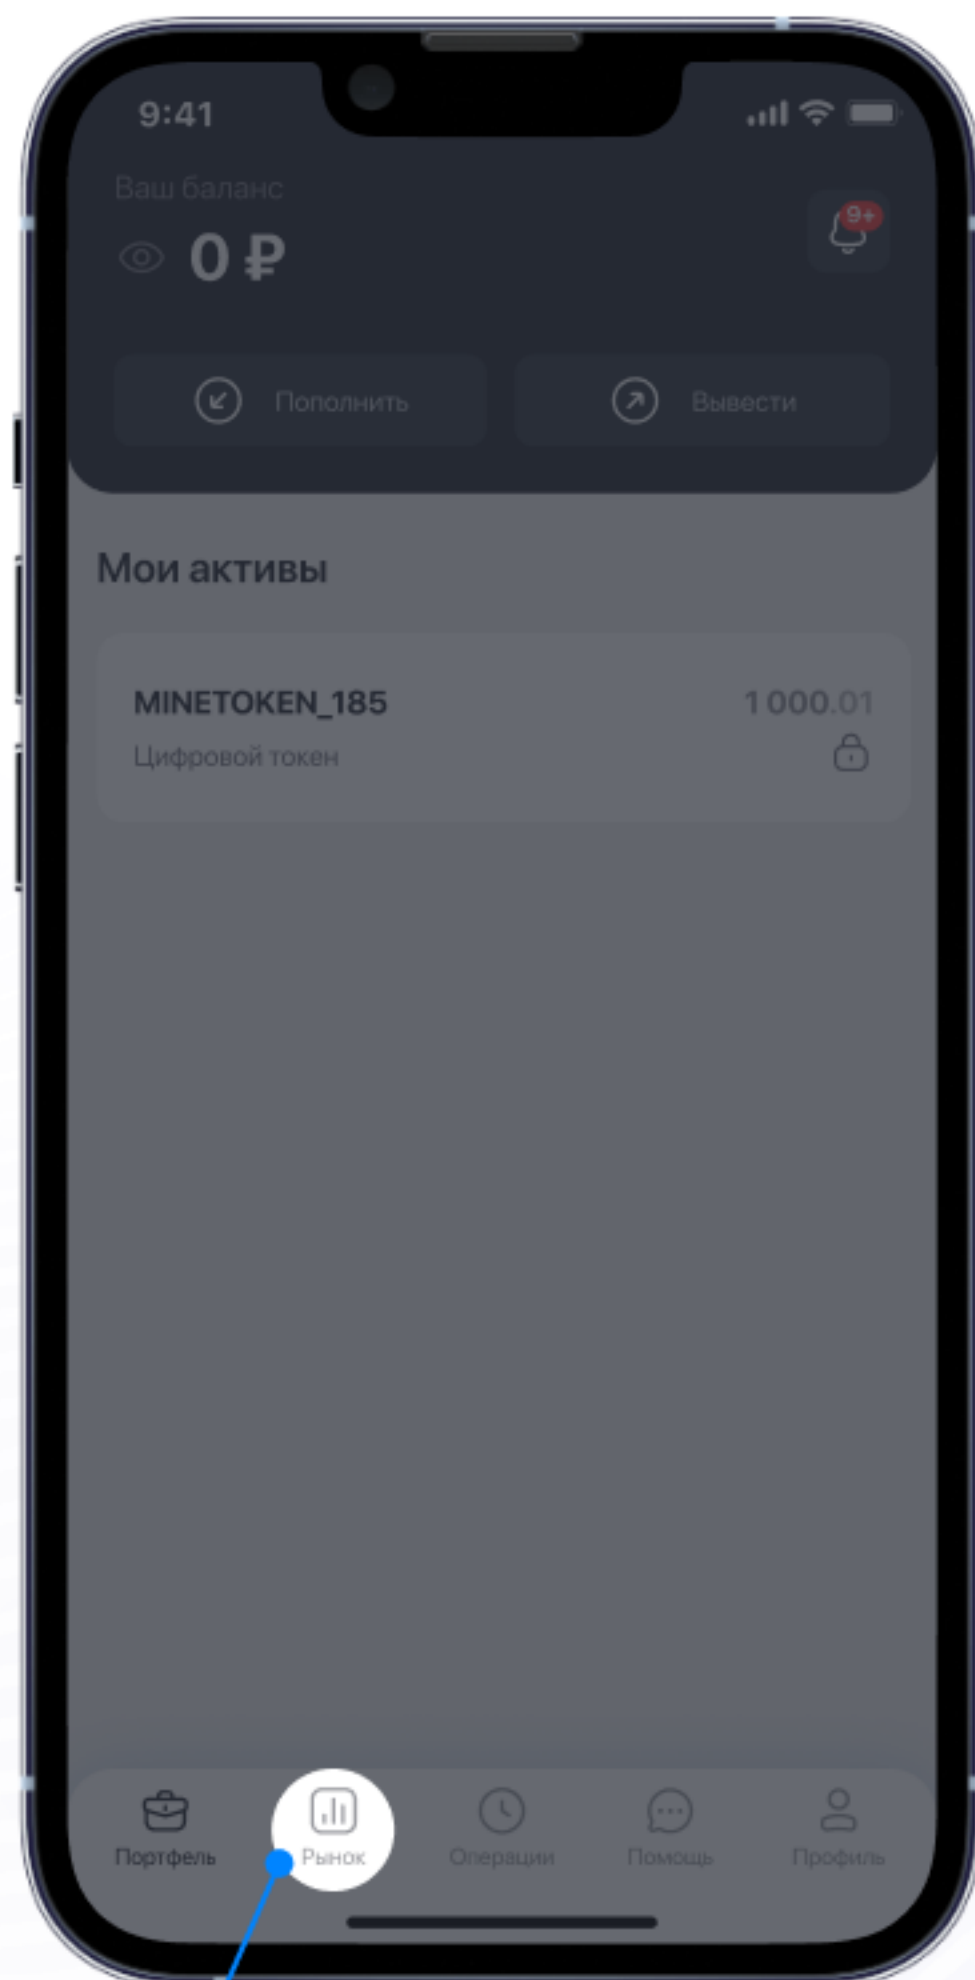 9:41
Ваш баланс
0 ₽
9+
Пополнить
Вывести
Мои активы
MINETOKEN_185
1 000.01
Цифровой токен
Портфель
Рынок
Операции
Помощь
Профиль